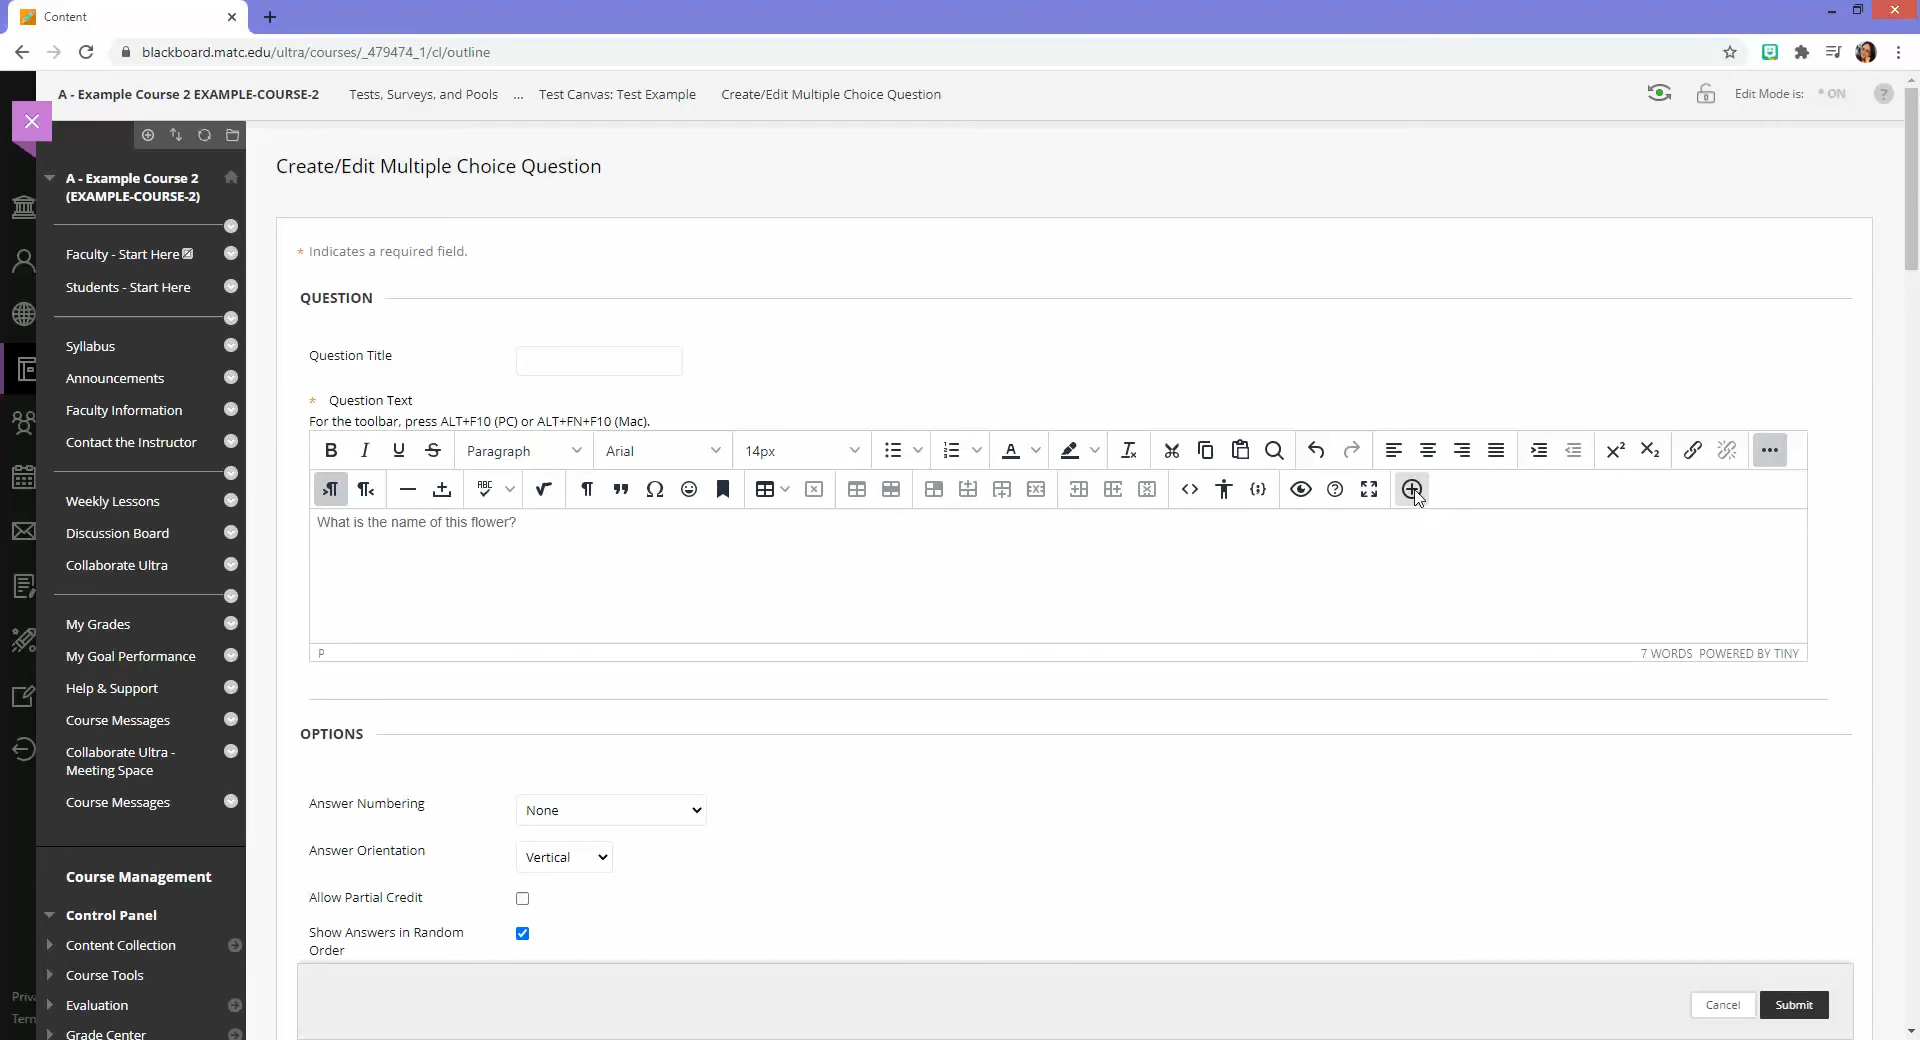 Content
blackboard.matc.edu/ultra/courses/_479474_1/cl/outline
A - Example Course 2 EXAMPLE-COURSE-2 Tests, Surveys, and Pools ... Test Canvas: Test Example Create/Edit Multiple Choice Question
Edit Mode is: ON ?
A - Example Course 2
(EXAMPLE-COURSE-2)
Faculty - Start Here
Students - Start Here
Syllabus
Announcements
Faculty Information
Contact the Instructor
Weekly Lessons
Discussion Board
Collaborate Ultra
My Grades
My Goal Performance
Help & Support
Course Messages
Collaborate Ultra -
Meeting Space
Course Messages
Course Management
Control Panel
Content Collection
Course Tools
Evaluation
Grade Center
Priva
Term
Create/Edit Multiple Choice Question
* Indicates a required field.
QUESTION
Question Title
* Question Text
For the toolbar, press ALT+F10 (PC) or ALT+FN+F10 (Mac).
B I U S Paragraph Arial 14px
What is the name of this flower?
P 7 WORDS POWERED BY TINY
OPTIONS
Answer Numbering None
Answer Orientation Vertical
Allow Partial Credit
Show Answers in Random
Order
Cancel Submit